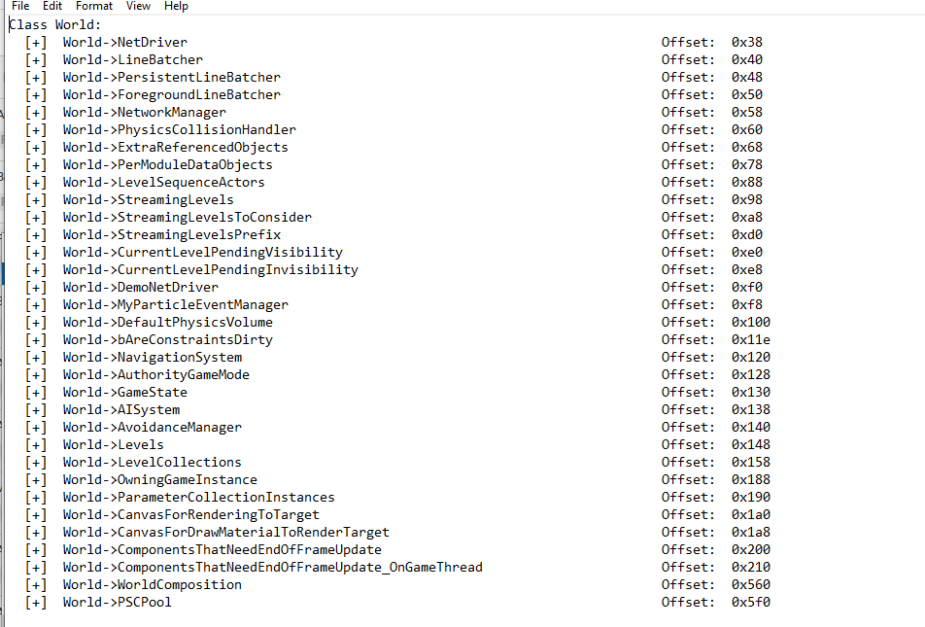 File Edit Format View Help
Class World:
[+] World->NetDriver Offset: 0x38
[+] World->LineBatcher Offset: 0x40
[+] World->PersistentLineBatcher Offset: 0x48
[+] World->ForegroundLineBatcher Offset: 0x50
[+] World->NetworkManager Offset: 0x58
[+] World->PhysicsCollisionHandler Offset: 0x60
[+] World->ExtraReferencedObjects Offset: 0x68
[+] World->PerModuleDataObjects Offset: 0x78
[+] World->LevelSequenceActors Offset: 0x88
[+] World->StreamingLevels Offset: 0x98
[+] World->StreamingLevelsToConsider Offset: 0xa8
[+] World->StreamingLevelsPrefix Offset: 0xd0
[+] World->CurrentLevelPendingVisibility Offset: 0xe0
[+] World->CurrentLevelPendingInvisibility Offset: 0xe8
[+] World->DemoNetDriver Offset: 0xf0
[+] World->MyParticleEventManager Offset: 0xf8
[+] World->DefaultPhysicsVolume Offset: 0x100
[+] World->bAreConstraintsDirty Offset: 0x11e
[+] World->NavigationSystem Offset: 0x120
[+] World->AuthorityGameMode Offset: 0x128
[+] World->GameState Offset: 0x130
[+] World->AISystem Offset: 0x138
[+] World->AvoidanceManager Offset: 0x140
[+] World->Levels Offset: 0x148
[+] World->LevelCollections Offset: 0x158
[+] World->OwningGameInstance Offset: 0x188
[+] World->ParameterCollectionInstances Offset: 0x190
[+] World->CanvasForRenderingToTarget Offset: 0x1a0
[+] World->CanvasForDrawMaterialToRenderTarget Offset: 0x1a8
[+] World->ComponentsThatNeedEndOfFrameUpdate Offset: 0x200
[+] World->ComponentsThatNeedEndOfFrameUpdate_OnGameThread Offset: 0x210
[+] World->WorldComposition Offset: 0x560
[+] World->PSCPool Offset: 0x5f0